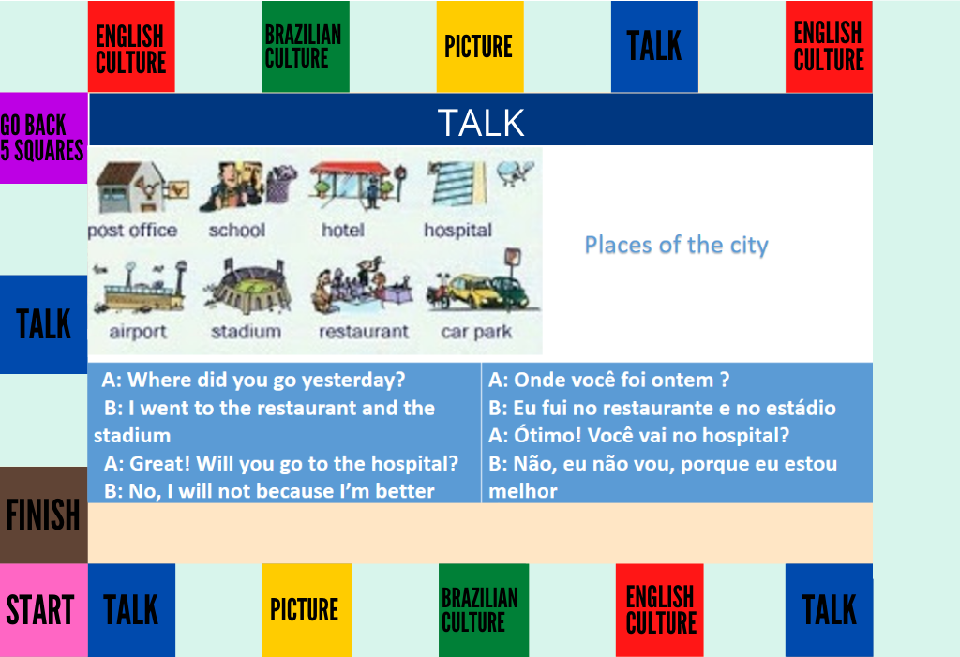 ENGLISH
CULTURE
BRAZILIAN
CULTURE
PICTURE
TALK
ENGLISH
CULTURE
GO BACK
5 SQUARES
TALK
post office school hotel hospital
airport stadium restaurant car park
Places of the city
TALK
A: Where did you go yesterday?
B: I went to the restaurant and the
stadium
A: Great! Will you go to the hospital?
B: No, I will not because I’m better
A: Onde você foi ontem ?
B: Eu fui no restaurante e no estádio
A: Ótimo! Você vai no hospital?
B: Não, eu não vou, porque eu estou
melhor
FINISH
START
TALK
PICTURE
BRAZILIAN
CULTURE
ENGLISH
CULTURE
TALK